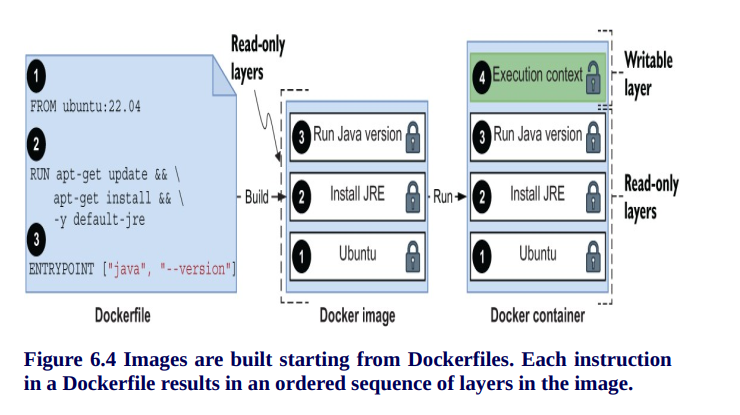 Read-only
layers
1
FROM ubuntu:22.04
2
RUN apt-get update && \
apt-get install && \
-y default-jre
3
ENTRYPOINT ["java", "--version"]
Dockerfile
Build
3 Run Java version
2 Install JRE
1 Ubuntu
Docker image
Run
4 Execution context
3 Run Java version
2 Install JRE
1 Ubuntu
Docker container
Writable
layer
Read-only
layers
Figure 6.4 Images are built starting from Dockerfiles. Each instruction
in a Dockerfile results in an ordered sequence of layers in the image.